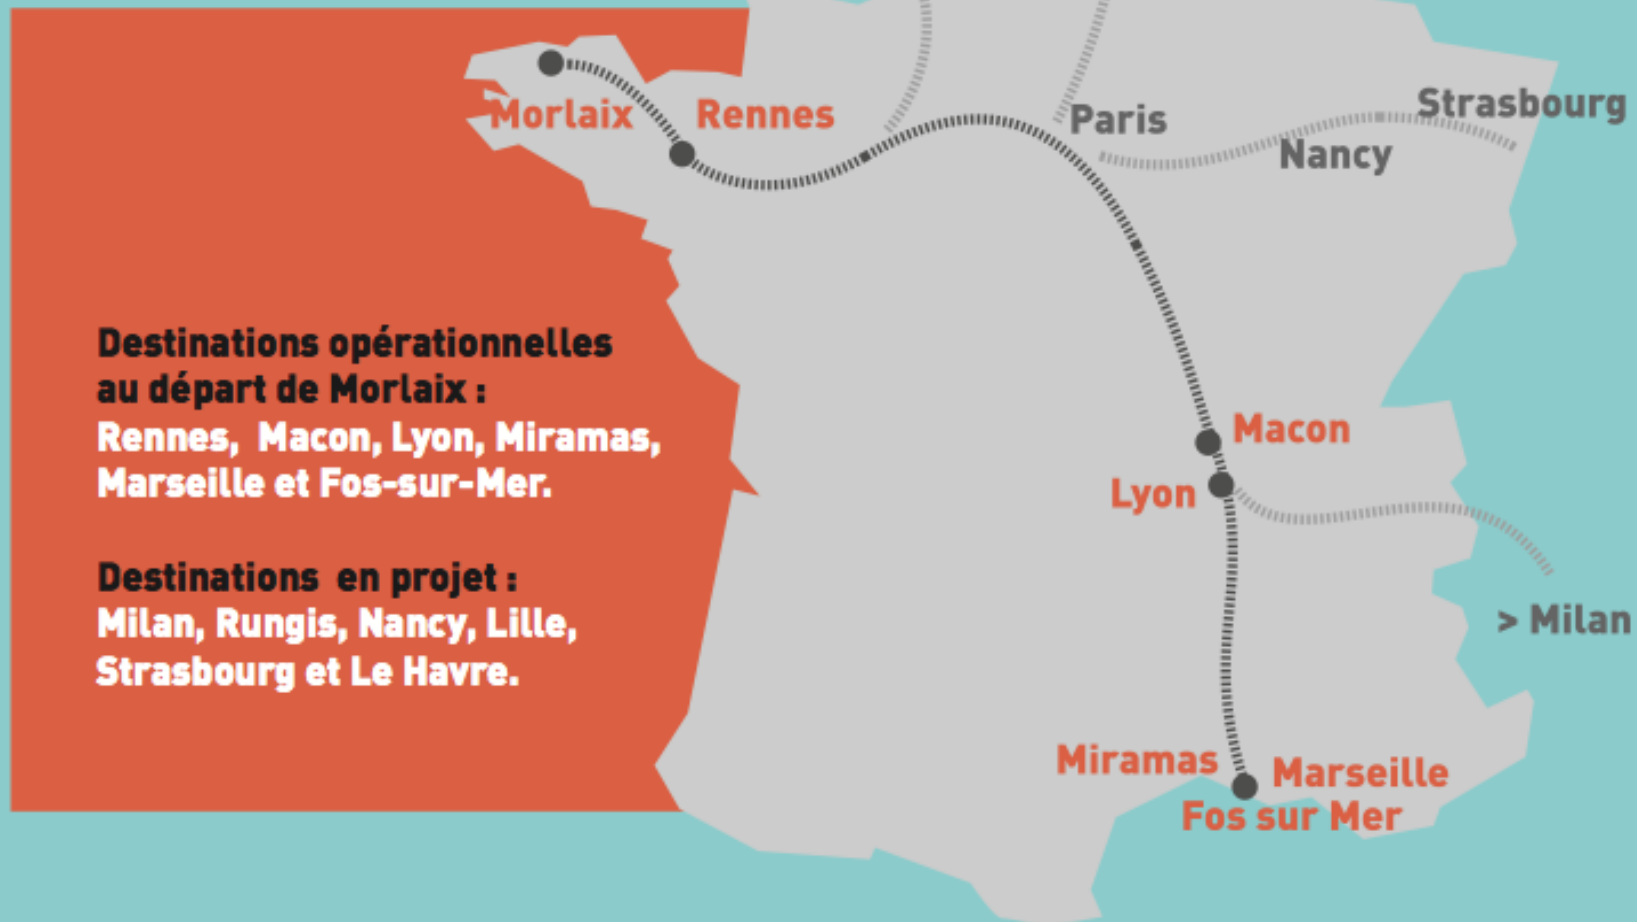 Morlaix
Rennes
Paris
Strasbourg
Nancy
Destinations opérationnelles
au départ de Morlaix :
Rennes, Macon, Lyon, Miramas,
Marseille et Fos-sur-Mer.
Destinations en projet :
Milan, Rungis, Nancy, Lille,
Strasbourg et Le Havre.
Macon
Lyon
> Milan
Miramas
Marseille
Fos sur Mer